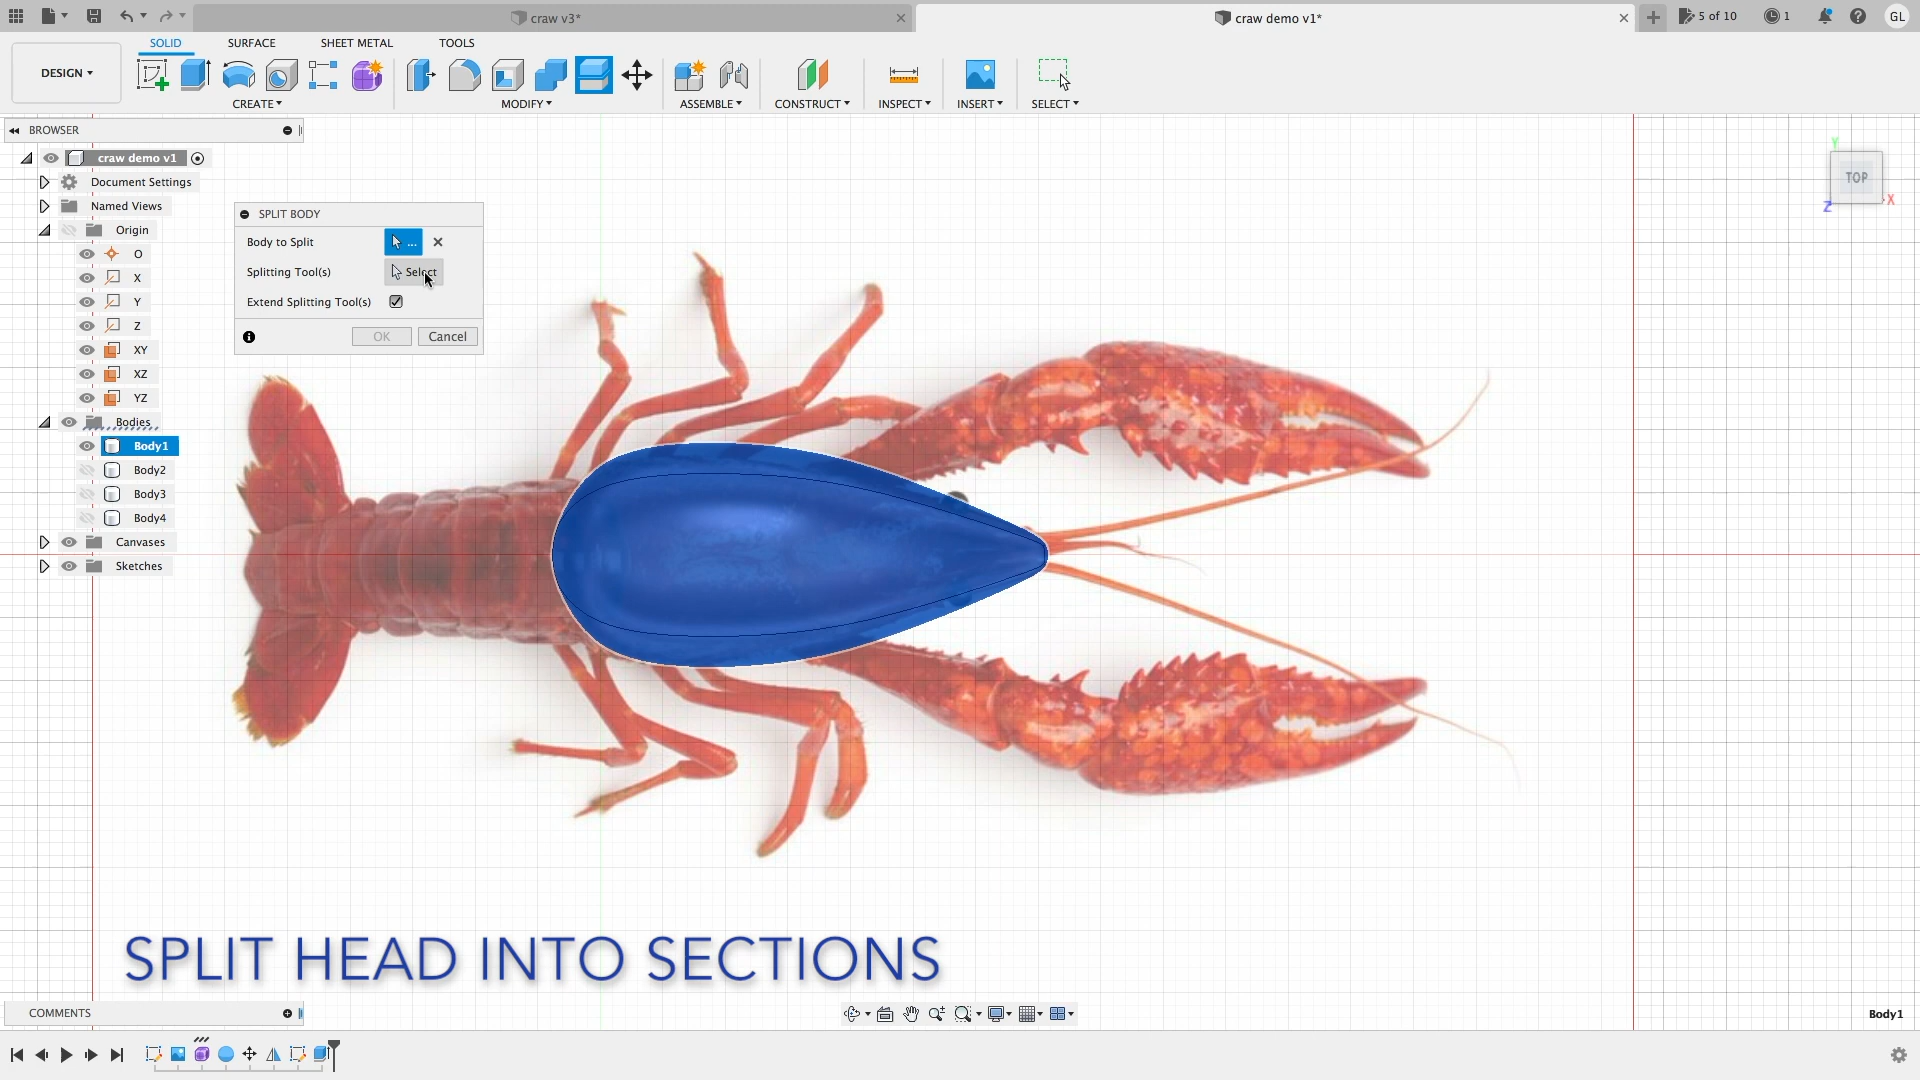 craw v3*
craw demo v1*
5 of 10
1
GL
DESIGN
SOLID
SURFACE
SHEET METAL
TOOLS
CREATE
MODIFY
ASSEMBLE
CONSTRUCT
INSPECT
INSERT
SELECT
BROWSER
craw demo v1
Document Settings
Named Views
Origin
O
X
Y
Z
XY
XZ
YZ
Bodies
Body1
Body2
Body3
Body4
Canvases
Sketches
SPLIT BODY
Body to Split
...
Splitting Tool(s)
Select
Extend Splitting Tool(s)
OK
Cancel
Y
TOP
X
Z
SPLIT HEAD INTO SECTIONS
COMMENTS
Body1